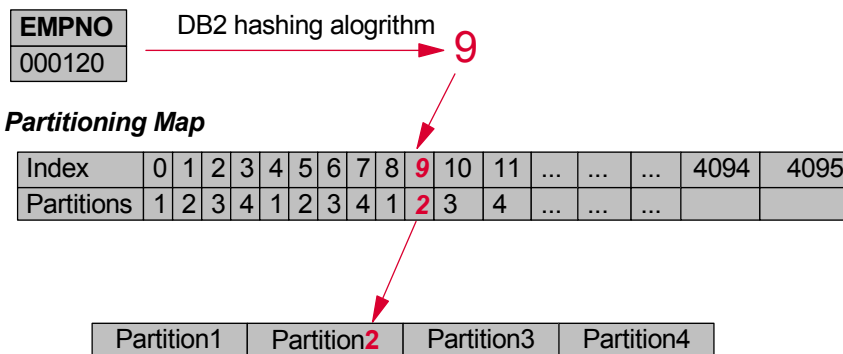 EMPNO
000120
DB2 hashing alogrithm
9
Partitioning Map
Index 0 1 2 3 4 5 6 7 8 9 10 11 ... ... ... 4094 4095
Partitions 1 2 3 4 1 2 3 4 1 2 3 4 ... ... ...
Partition1 Partition2 Partition3 Partition4